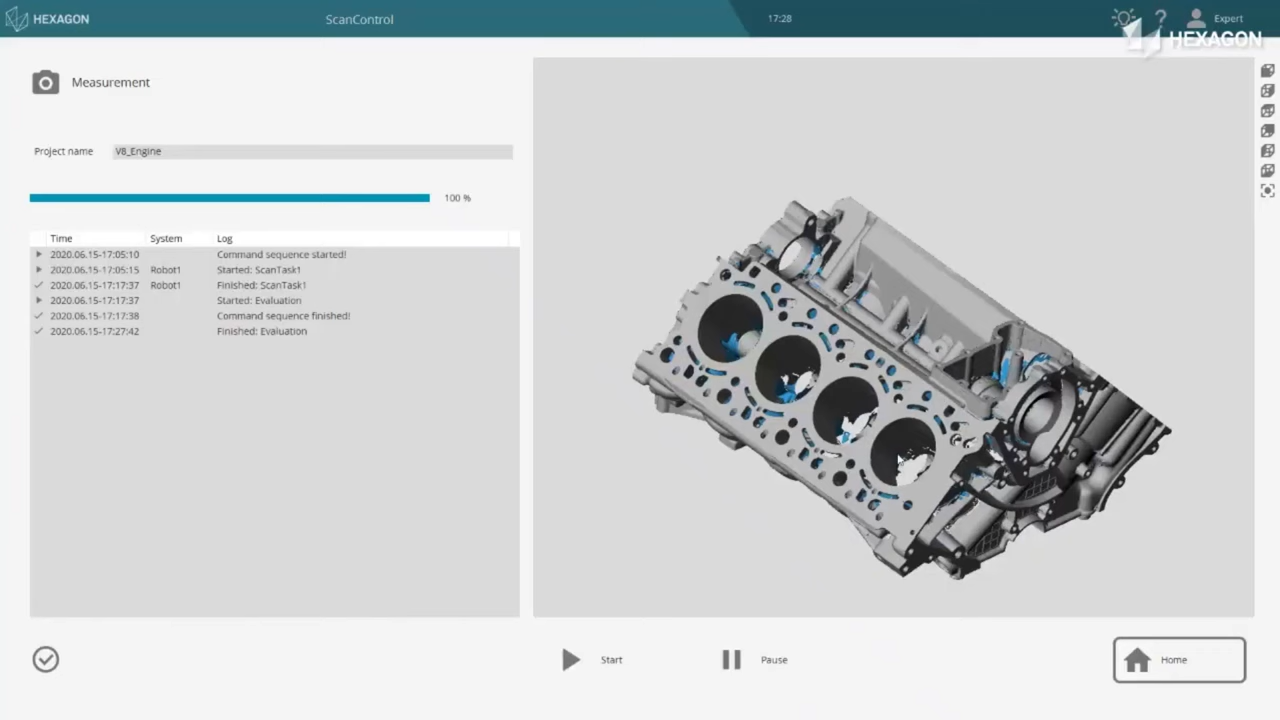 HEXAGON
ScanControl
17:28
?
Expert
HEXAGON
Measurement
Project name
V8_Engine
100 %
Time System Log
2020.06.15-17:05:10 Command sequence started!
2020.06.15-17:05:15 Robot1 Started: ScanTask1
2020.06.15-17:17:37 Robot1 Finished: ScanTask1
2020.06.15-17:17:37 Started: Evaluation
2020.06.15-17:17:38 Command sequence finished!
2020.06.15-17:27:42 Finished: Evaluation
Start
Pause
Home